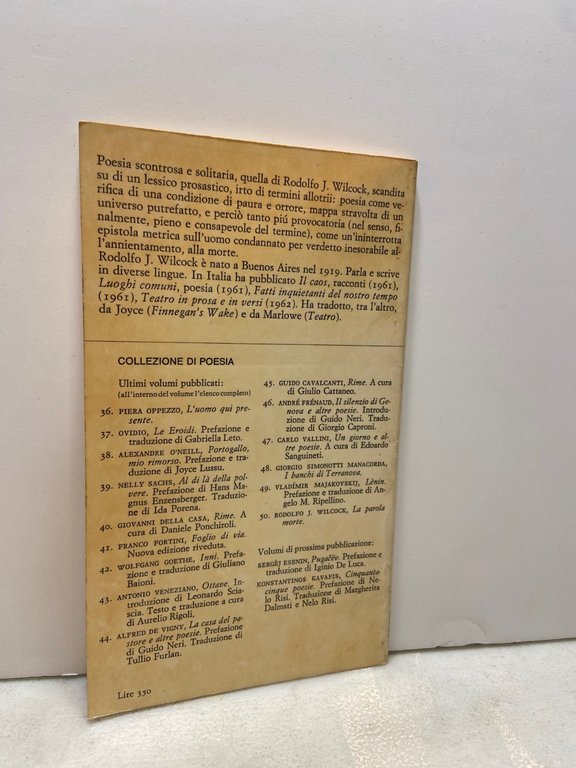 Poesia scontrosa e solitaria, quella di Rodolfo J. Wilcock, scandita
su di un lessico prosastico, irto di termini allotrii: poesia come ve-
rifica di una condizione di paura e orrore, mappa stravolta di un
universo putrefatto, e perciò tanto piú provocatoria (nel senso, fi-
nalmente, pieno e consapevole del termine), come un'ininterrotta
epistola metrica sull'uomo condannato per verdetto inesorabile al-
l'annientamento, alla morte.
Rodolfo J. Wilcock è nato a Buenos Aires nel 1919. Parla e scrive
in diverse lingue. In Italia ha pubblicato Il caos, racconti (1961),
Luoghi comuni, poesia (1961), Fatti inquietanti del nostro tempo
(1961), Teatro in prosa e in versi (1962). Ha tradotto, tra l'altro,
da Joyce (Finnegan's Wake) e da Marlowe (Teatro).
COLLEZIONE DI POESIA
Ultimi volumi pubblicati:
(all'interno del volume l'elenco completo)
36. PIERA OPPEZZO, L'uomo qui pre-
sente.
37. OVIDIO, Le Eroidi. Prefazione e
traduzione di Gabriella Leto.
38. ALEXANDRE O'NEILL, Portogallo,
mio rimorso. Prefazione e tra-
duzione di Joyce Lussu.
39. NELLY SACHS, Al di là della pol-
vere. Prefazione di Hans Ma-
gnus Enzensberger. Traduzio-
ne di Ida Porena.
40. GIOVANNI DELLA CASA, Rime. A
cura di Daniele Ponchiroli.
41. FRANCO FORTINI, Foglio di via.
Nuova edizione riveduta.
42. WOLFGANG GOETHE, Inni. Prefa-
zione e traduzione di Giuliano
Baioni.
43. ANTONIO VENEZIANO, Ottave. In-
troduzione di Leonardo Scia-
scia. Testo e traduzione a cura
di Aurelio Rigoli.
44. ALFRED DE VIGNY, La casa del pa-
store e altre poesie. Prefazione
di Guido Neri. Traduzione di
Tullio Furlan.
45. GUIDO CAVALCANTI, Rime. A cura
di Giulio Cattaneo.
46. ANDRÉ FRÉNAUD, Il silenzio di Ge-
nova e altre poesie. Introdu-
zione di Guido Neri. Tradu-
zione di Giorgio Caproni.
47. CARLO VALLINI, Un giorno e al-
tre poesie. A cura di Edoardo
Sanguineti.
48. GIORGIO SIMONOTTI MANACORDA,
I banchi di Terranova.
49. VLADÍMIR MAJAKOVSKIJ, Lènin.
Prefazione e traduzione di An-
gelo M. Ripellino.
50. RODOLFO J. WILCOCK, La parola
morte.
Volumi di prossima pubblicazione:
SERGÈJ ESENIN, Pugačëv. Prefazione e
traduzione di Iginio De Luca.
KONSTANTINOS KAVAFIS, Cinquanta-
cinque poesie. Prefazione di Ne-
lo Risi. Traduzione di Margherita
Dalmati e Nelo Risi.
Lire 350